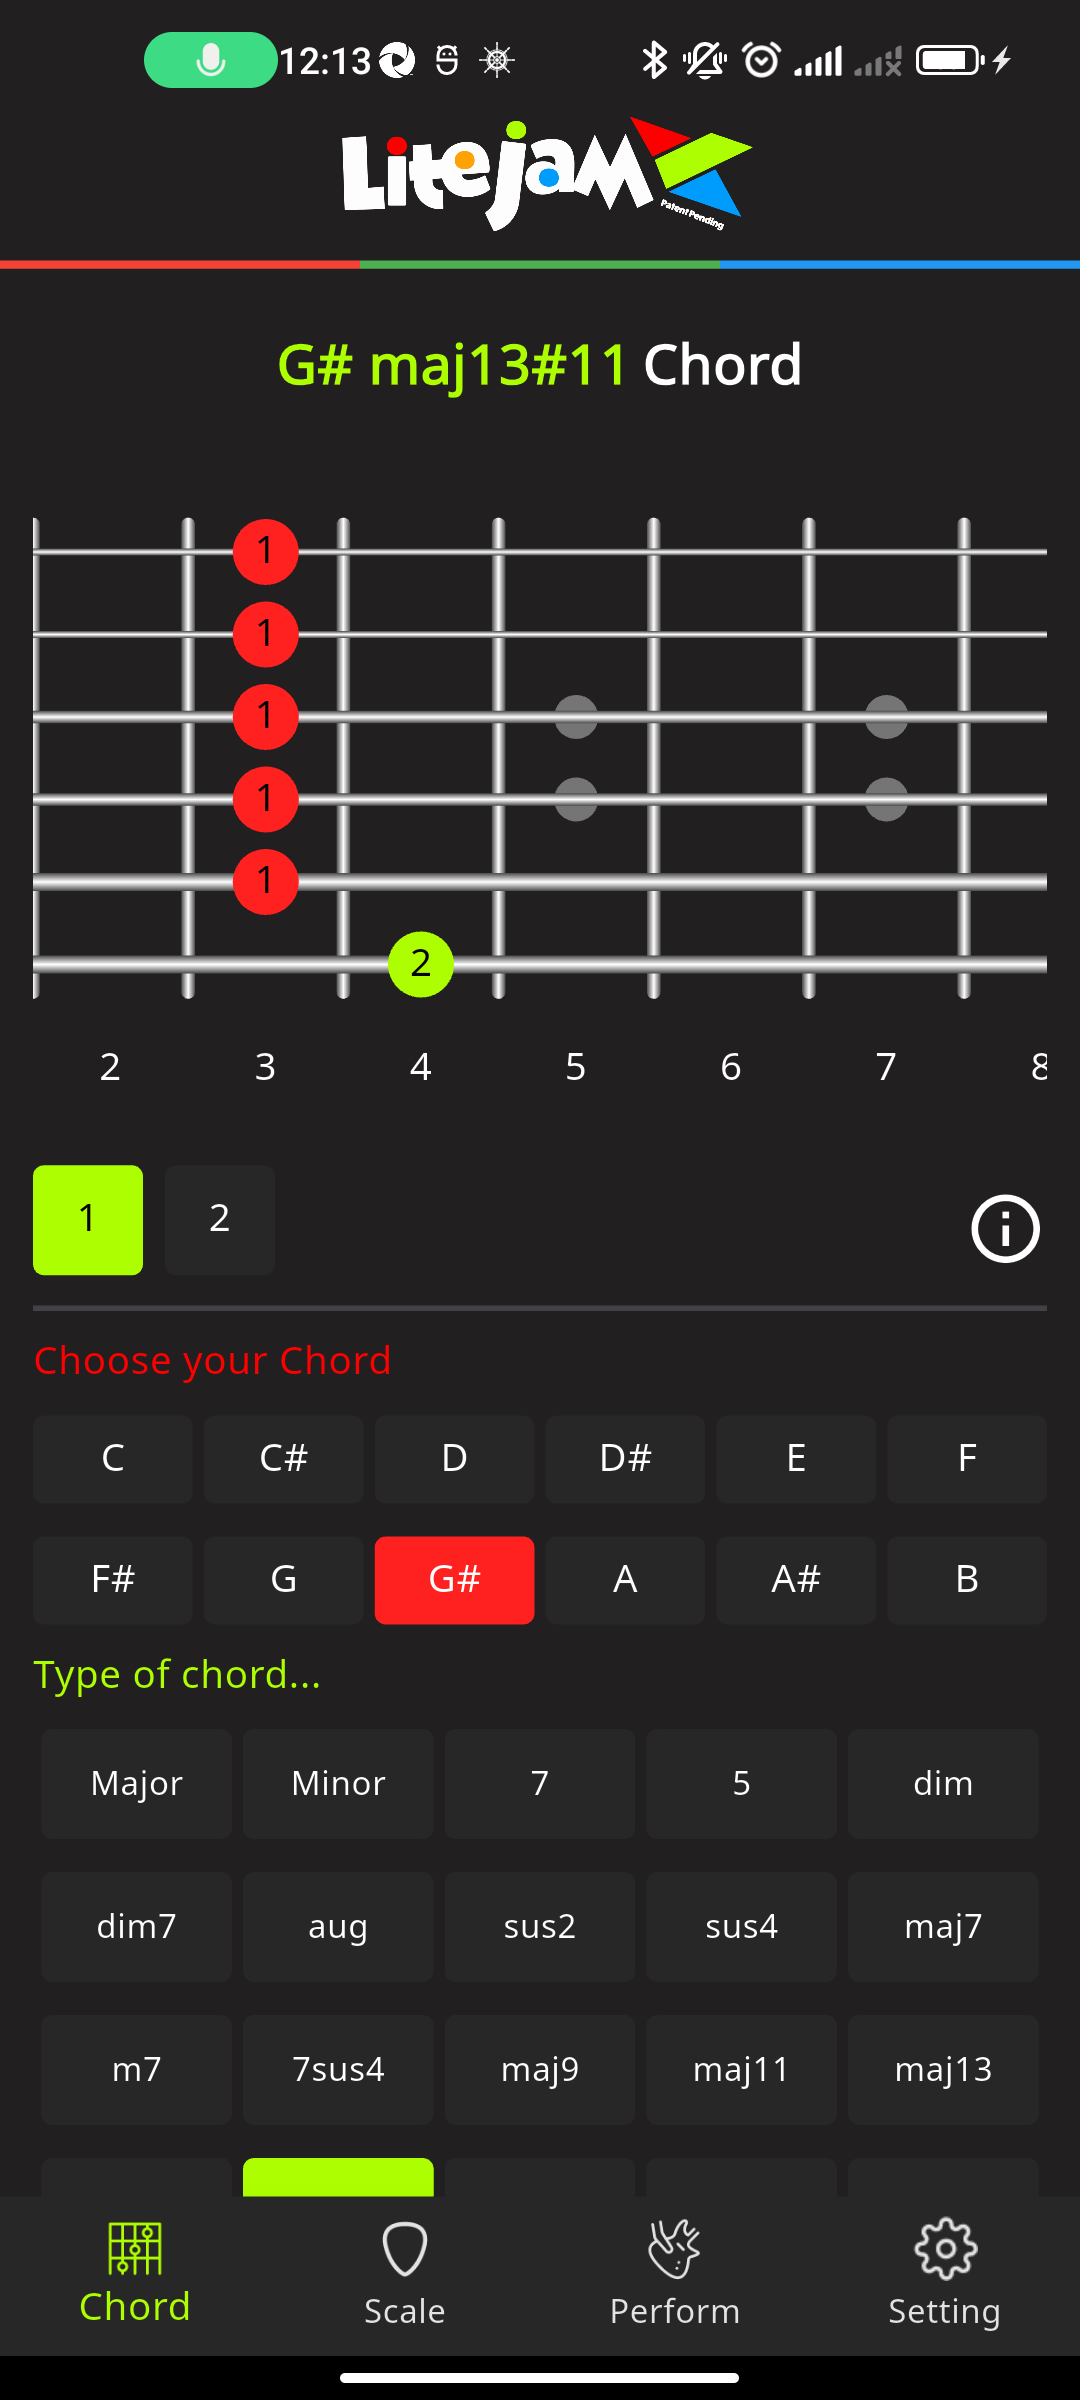 12:13
Litejam
Patent Pending
G# maj13#11 Chord
1
1
1
1
1
2
2 3 4 5 6 7 8
1 2
Choose your Chord
C C# D D# E F
F# G G# A A# B
Type of chord...
Major Minor 7 5 dim
dim7 aug sus2 sus4 maj7
m7 7sus4 maj9 maj11 maj13
Chord Scale Perform Setting